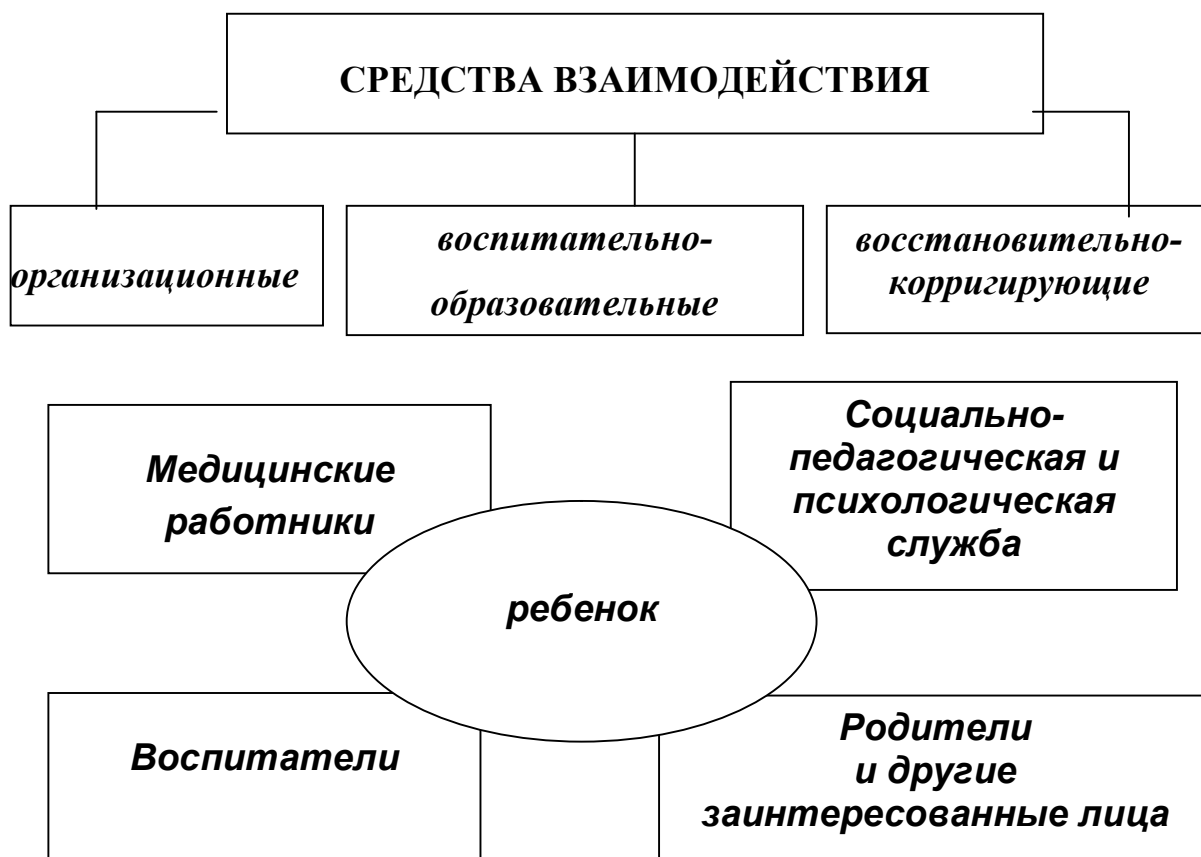 СРЕДСТВА ВЗАИМОДЕЙСТВИЯ
организационные
воспитательно-
образовательные
восстановительно-
корригирующие
Медицинские
работники
Социально-
педагогическая и
психологическая
служба
ребенок
Воспитатели
Родители
и другие
заинтересованные лица